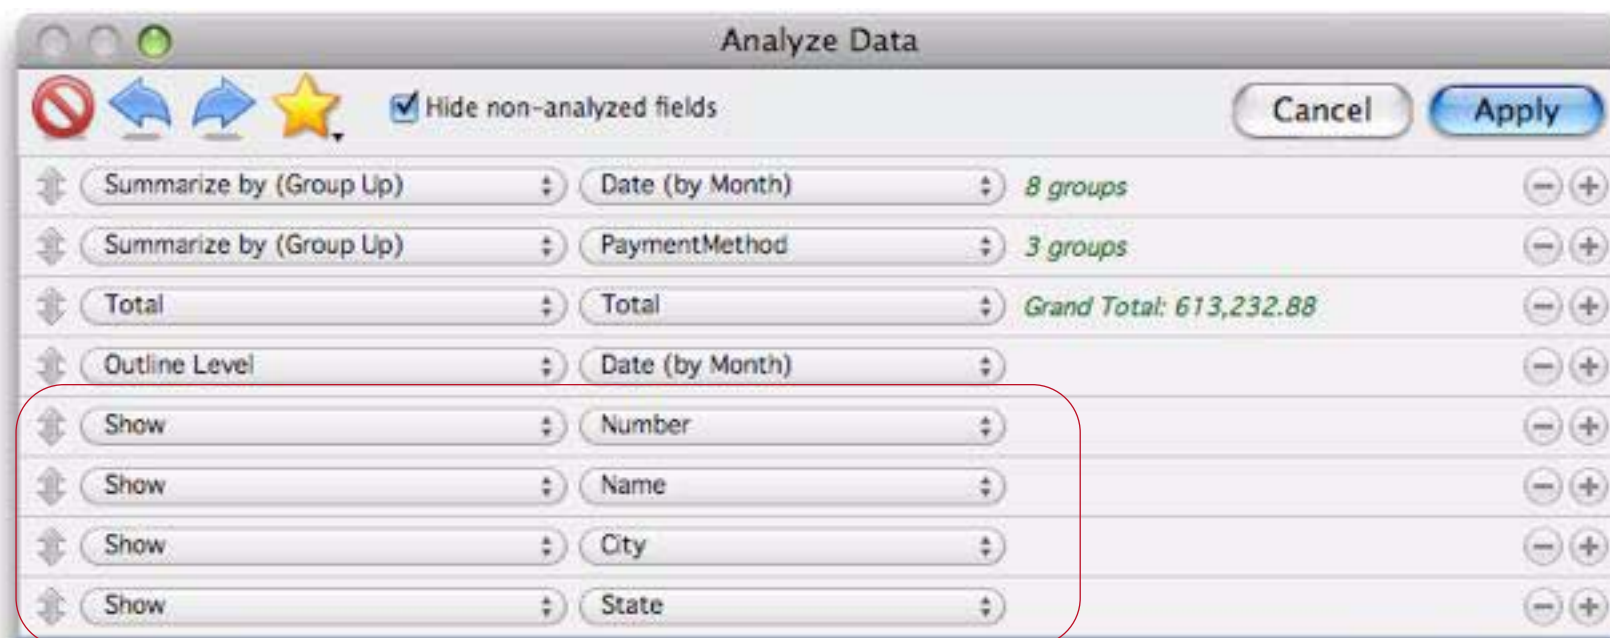 Analyze Data
Hide non-analyzed fields Cancel Apply
Summarize by (Group Up) Date (by Month) 8 groups
Summarize by (Group Up) PaymentMethod 3 groups
Total Total Grand Total: 613,232.88
Outline Level Date (by Month)
Show Number
Show Name
Show City
Show State